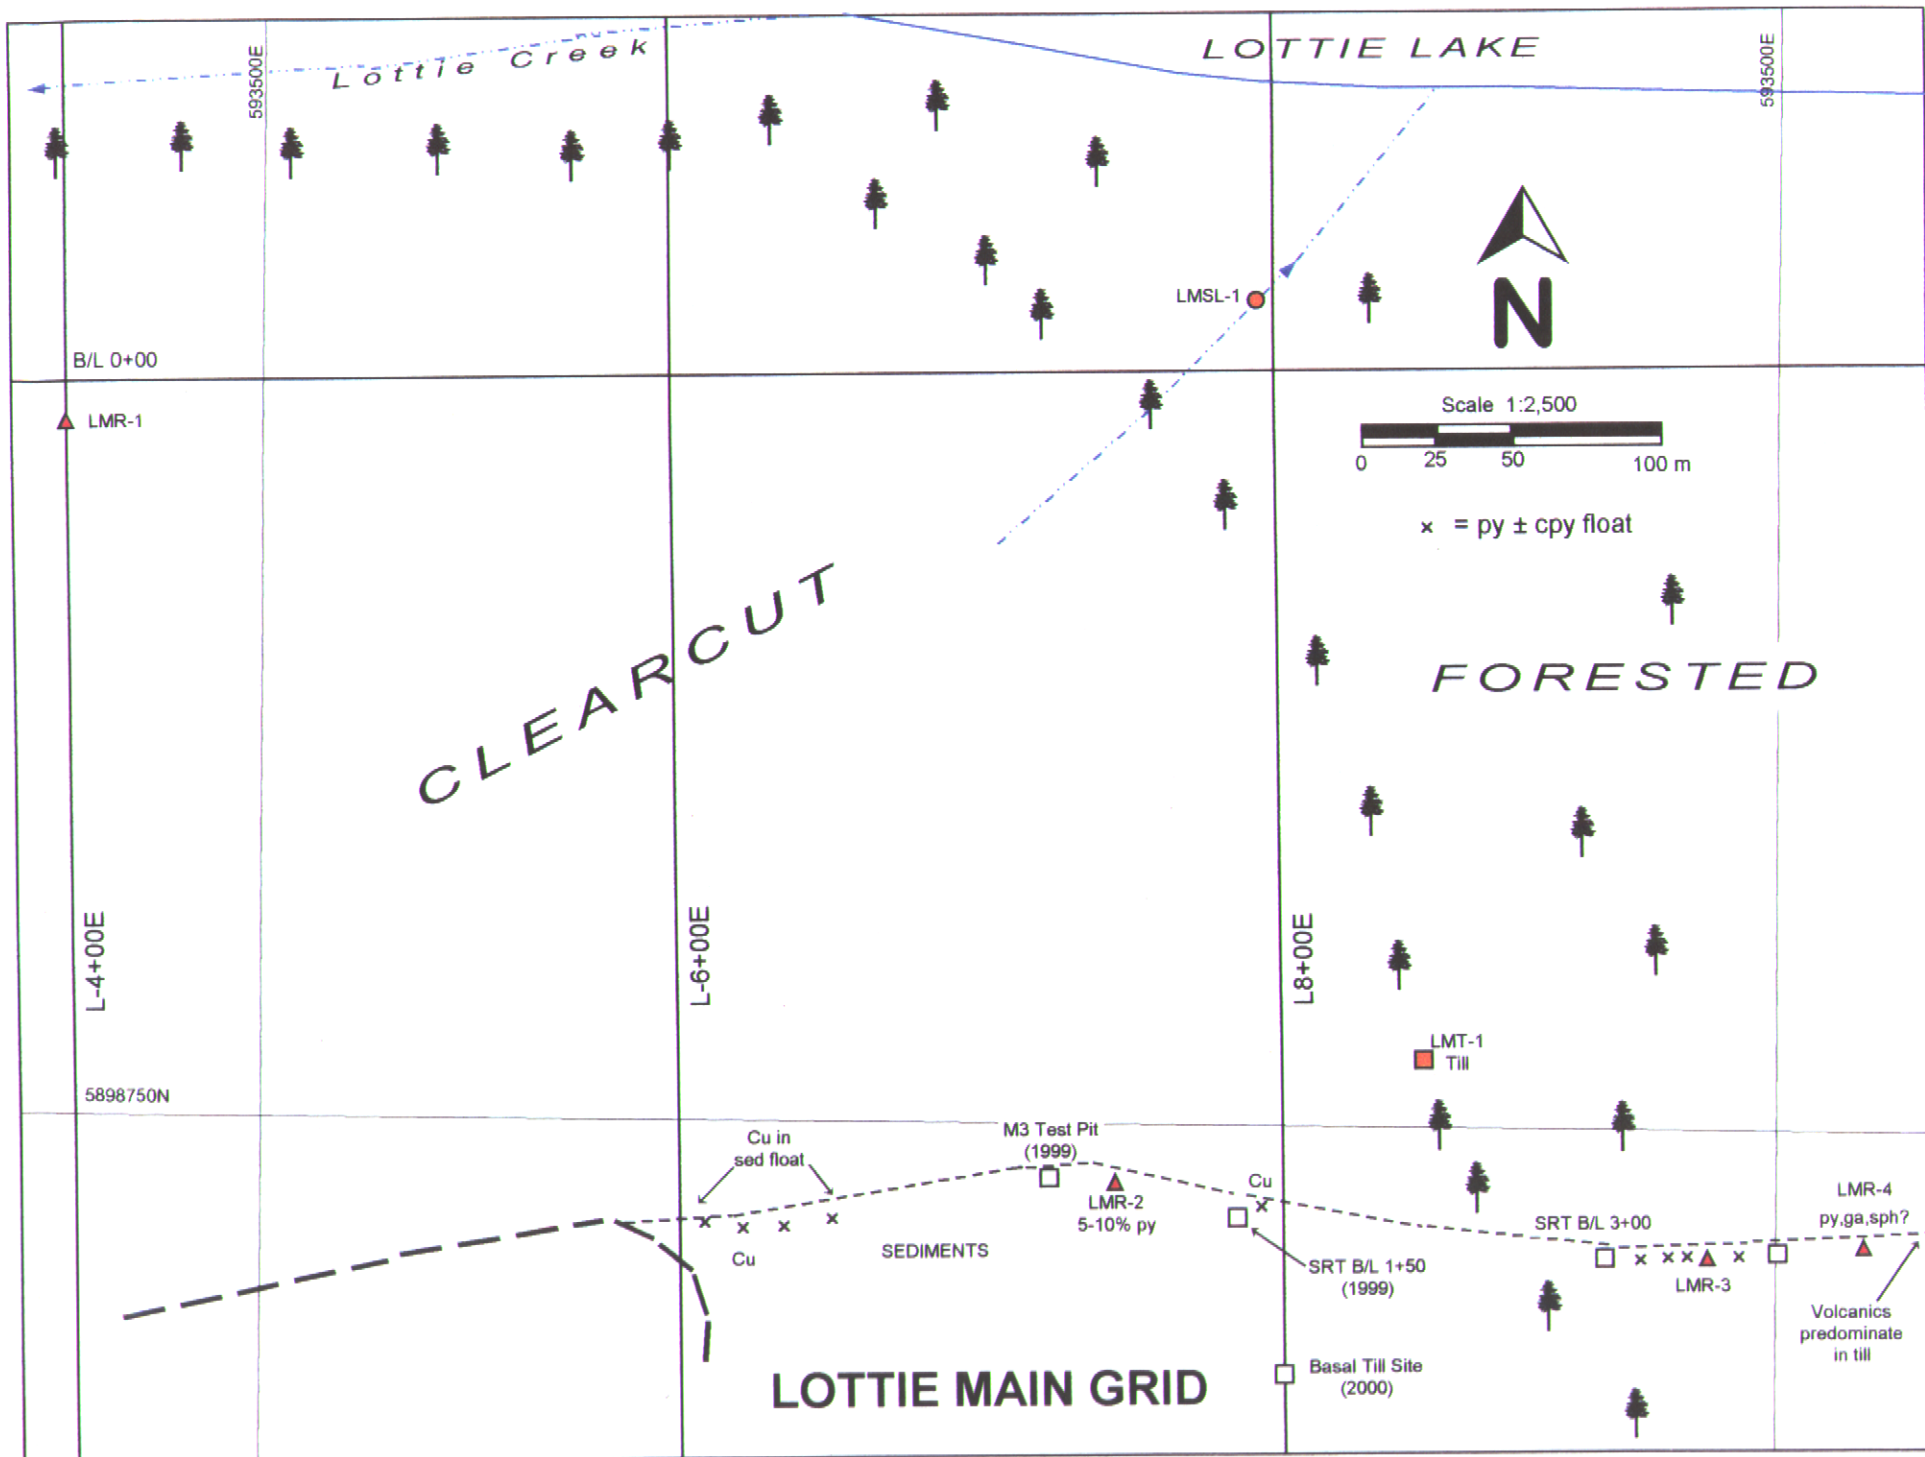 LOTTIE LAKE
Lottie Creek
593500E
593500E
LMSL-1
N
B/L 0+00
LMR-1
Scale 1:2,500
0 25 50 100 m
x = py ± cpy float
CLEARCUT
FORESTED
L-4+00E
L-6+00E
L8+00E
LMT-1
Till
5898750N
M3 Test Pit
(1999)
Cu in
sed float
Cu
LMR-2
5-10% py
Cu
SEDIMENTS
SRT B/L 1+50
(1999)
SRT B/L 3+00
LMR-3
LMR-4
py,ga,sph?
Volcanics
predominate
in till
Basal Till Site
(2000)
LOTTIE MAIN GRID